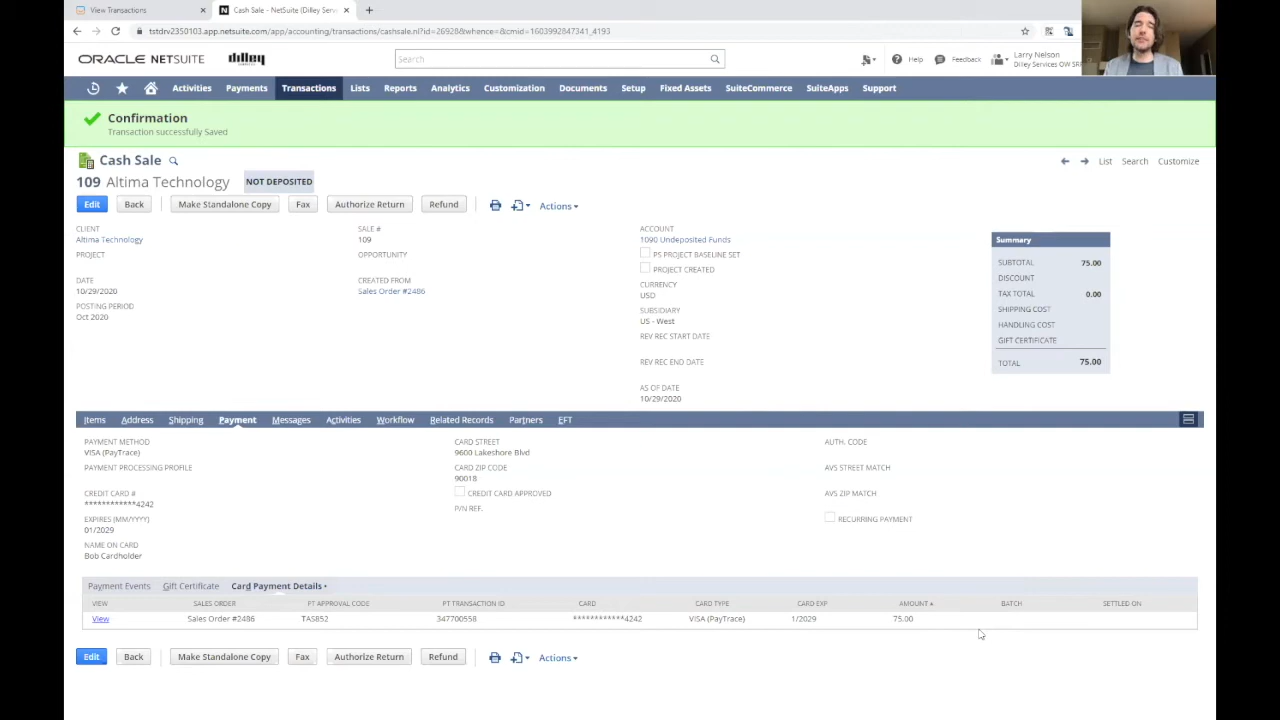 View Transactions
Cash Sale - NetSuite (Dilley Serv
tstdrv2350103.app.netsuite.com/app/accounting/transactions/cashsale.nl?id=26928&whence=&cmid=1603992847341_4193
ORACLE NETSUITE
dilley
Search
Help
Feedback
Larry Nelson
Dilley Services OW SRP
Activities Payments Transactions Lists Reports Analytics Customization Documents Setup Fixed Assets SuiteCommerce SuiteApps Support
Confirmation
Transaction successfully Saved
Cash Sale
List Search Customize
109 Altima Technology NOT DEPOSITED
Edit Back Make Standalone Copy Fax Authorize Return Refund Actions
CLIENT
Altima Technology
PROJECT
DATE
10/29/2020
POSTING PERIOD
Oct 2020
SALE #
109
OPPORTUNITY
CREATED FROM
Sales Order #2486
ACCOUNT
1090 Undeposited Funds
PS PROJECT BASELINE SET
PROJECT CREATED
CURRENCY
USD
SUBSIDIARY
US - West
REV REC START DATE
REV REC END DATE
AS OF DATE
10/29/2020
Summary
SUBTOTAL 75.00
DISCOUNT
TAX TOTAL 0.00
SHIPPING COST
HANDLING COST
GIFT CERTIFICATE
TOTAL 75.00
Items Address Shipping Payment Messages Activities Workflow Related Records Partners EFT
PAYMENT METHOD
VISA (PayTrace)
PAYMENT PROCESSING PROFILE
CREDIT CARD #
************4242
EXPIRES (MM/YYYY)
01/2029
NAME ON CARD
Bob Cardholder
CARD STREET
9600 Lakeshore Blvd
CARD ZIP CODE
90018
CREDIT CARD APPROVED
P/N REF.
AUTH. CODE
AVS STREET MATCH
AVS ZIP MATCH
RECURRING PAYMENT
Payment Events Gift Certificate Card Payment Details •
VIEW SALES ORDER PT APPROVAL CODE PT TRANSACTION ID CARD CARD TYPE CARD EXP AMOUNT ▲ BATCH SETTLED ON
View Sales Order #2486 TAS852 347700558 ************4242 VISA (PayTrace) 1/2029 75.00
Edit Back Make Standalone Copy Fax Authorize Return Refund Actions